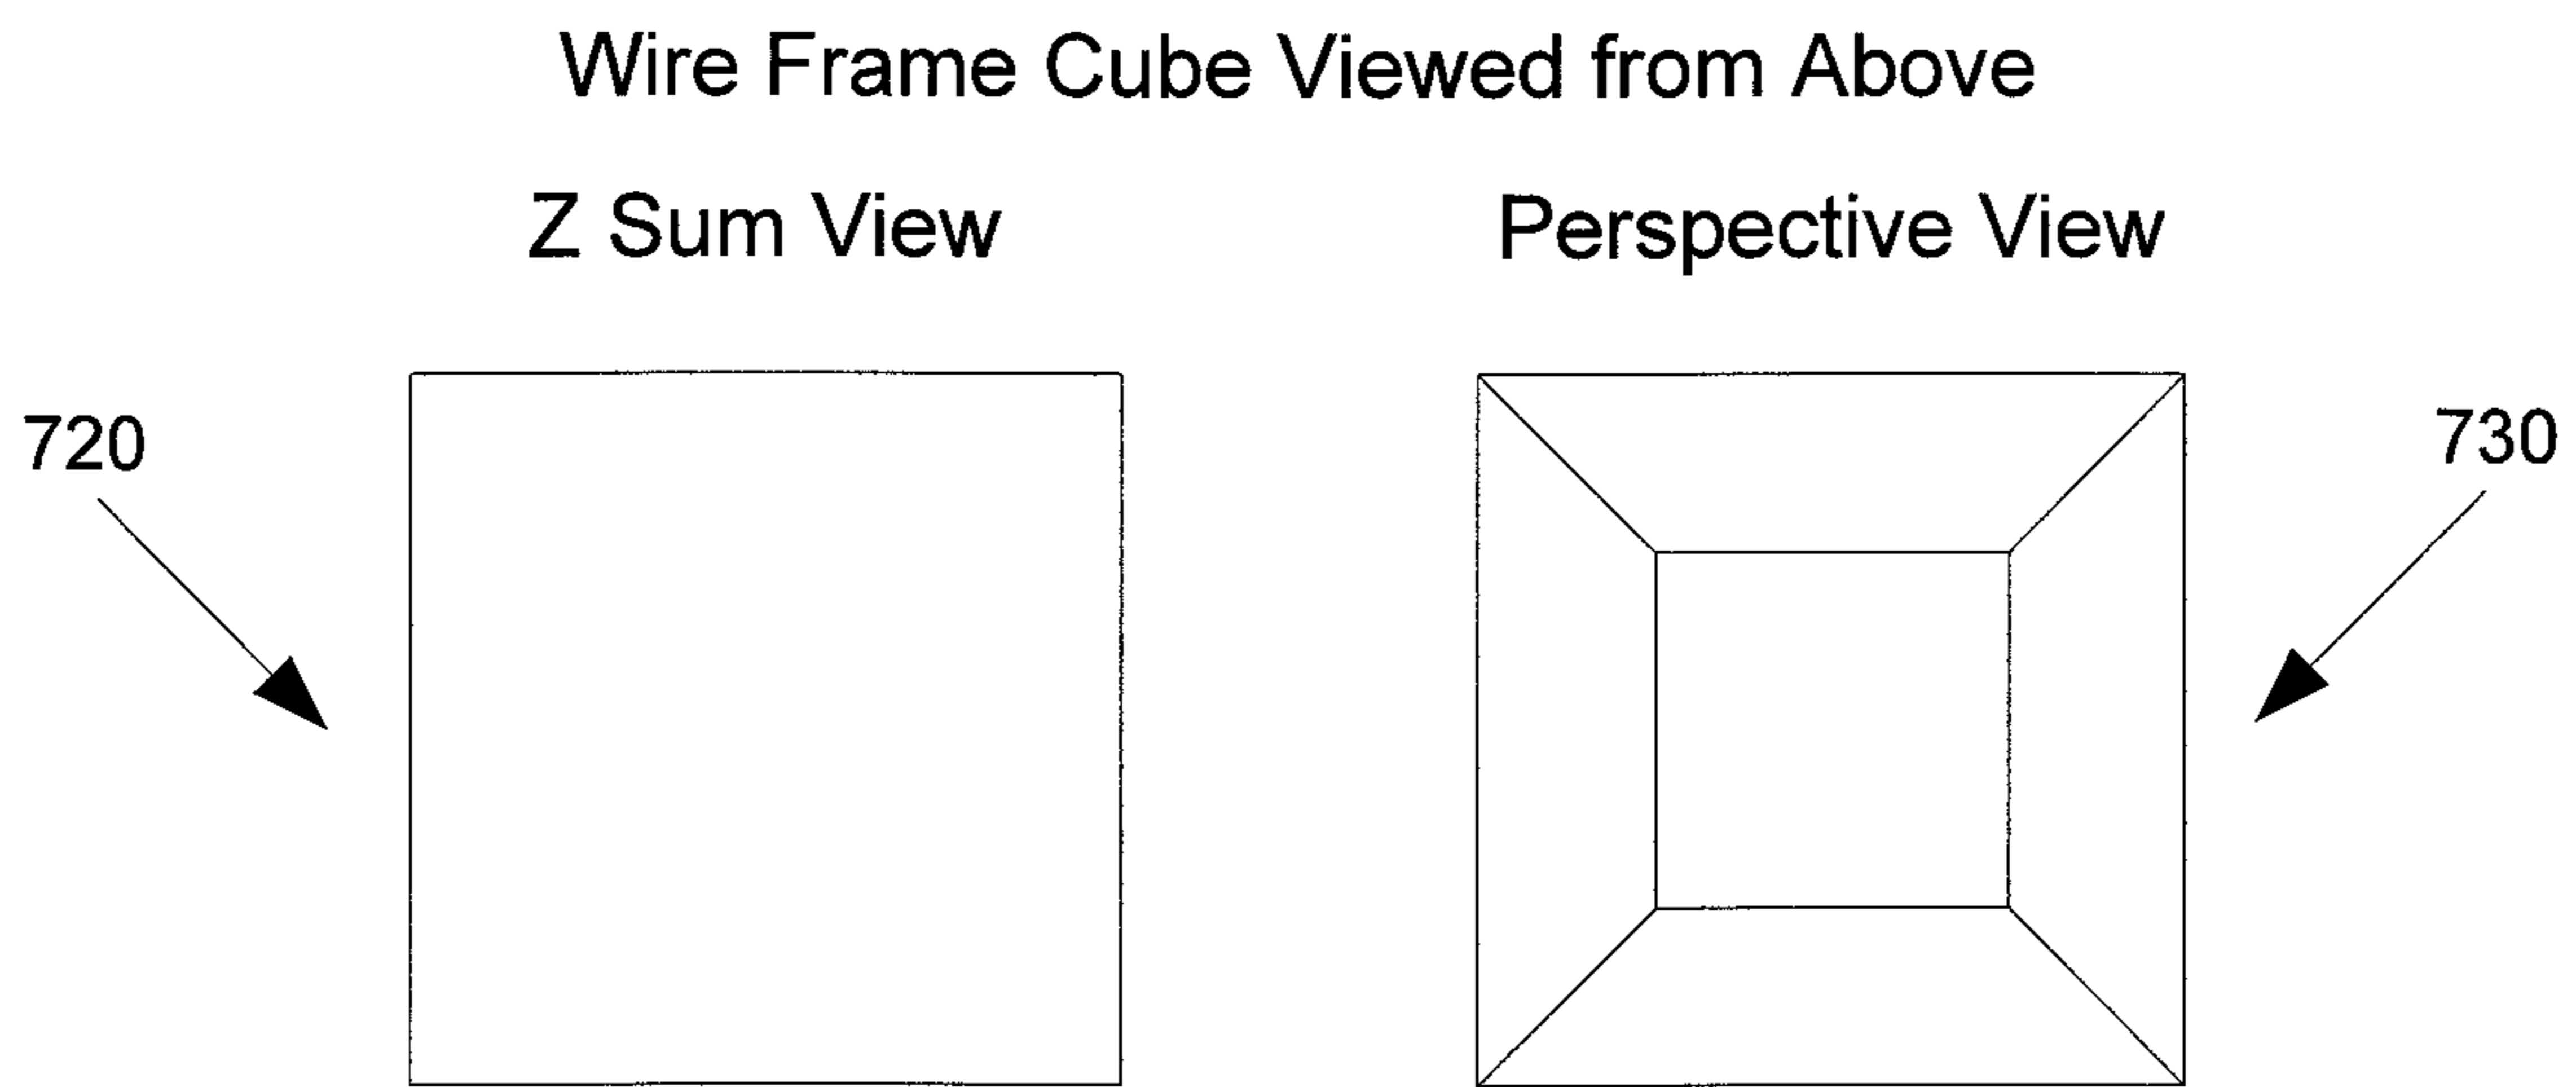 Wire Frame Cube Viewed from Above
Z Sum View
Perspective View
720
730